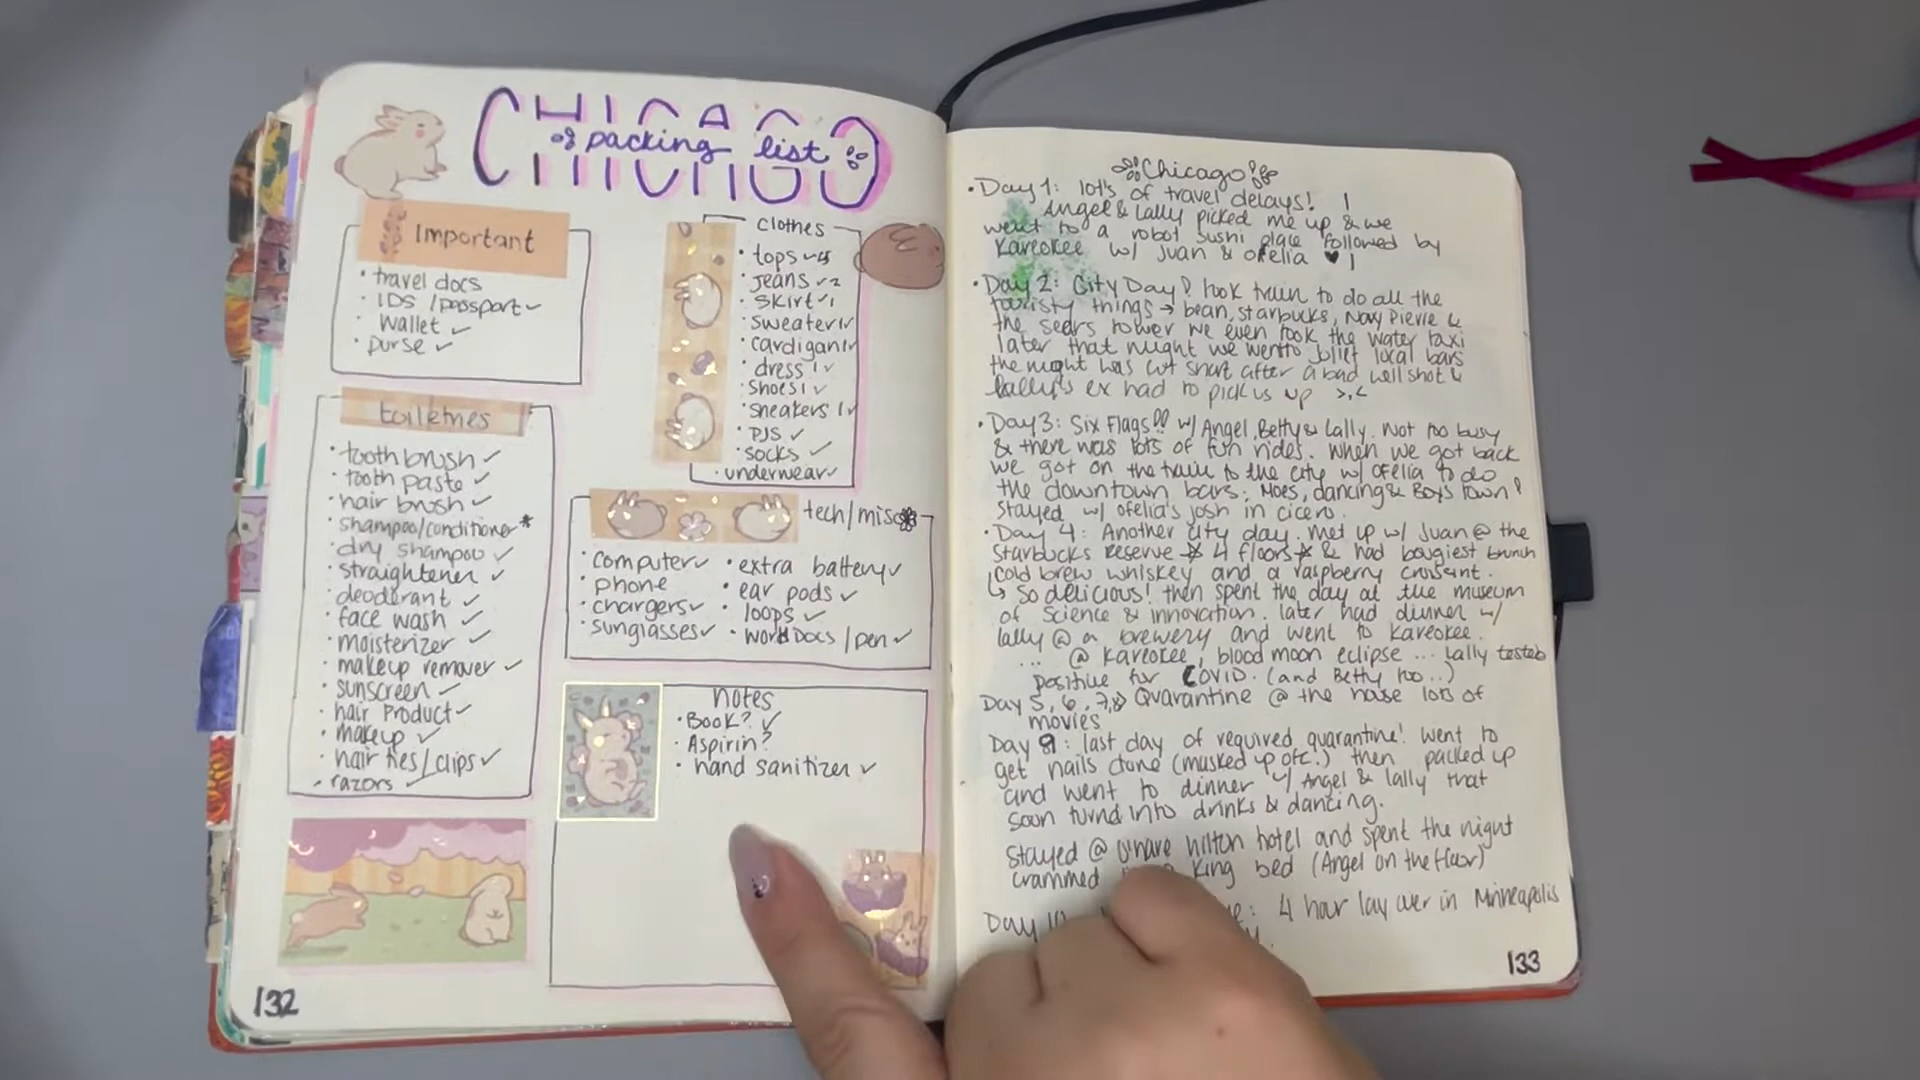 CHICAGO
packing list
Important
• travel docs
• IDS / passport ✓
• wallet ✓
• purse ✓
toiletries
• tooth brush ✓
• tooth paste ✓
• hair brush ✓
• shampoo/conditioner *
• dry shampoo ✓
• straightener ✓
• deoderant ✓
• face wash ✓
• moisterizer ✓
• makeup remover ✓
• sunscreen ✓
• hair Product ✓
• makeup ✓
• hair ties/clips ✓
• razors ✓
clothes
• tops ✓
• jeans ✓ 2
• skirt ✓ 1
• sweater 1 ✓
• cardigan 1 ✓
• dress 1 ✓
• shoes 1 ✓
• sneakers 1 ✓
• PJS ✓
• socks ✓
• underwear ✓
tech/misc
• computer ✓
• phone
• chargers ✓
• sunglasses ✓
• extra battery ✓
• ear pods ✓
• loops ✓
• work Docs / pen ✓
notes
• Book? ✓
• Aspirin?
• hand sanitizer ✓
132
Chicago
• Day 1: lot's of travel delays!
Angel & Lally picked me up & we
went to a robot sushi place followed by
Kareokee w/ Juan & Ofelia ♥
• Day 2: City Day! took train to do all the
touristy things → bean, starbucks, Navy Pierre &
the sears tower we even took the water taxi
later that night we went to Joliet local bars
the night was cut short after a bad well shot &
Lally's ex had to pick us up >.<
• Day 3: Six Flags!! w/ Angel, Betty & Lally. Not too busy
& there was lots of fun rides. When we got back
we got on the train to the city w/ OFelia to do
the downtown bars; Moes, dancing & Boys town!
stayed w/ ofelia's josh in cicero.
• Day 4: Another city day. met up w/ Juan @ the
Starbucks Reserve ☆ 4 floors ☆ & had bougiest brunch
cold brew whiskey and a raspberry croisent.
↳ so delicious! then spent the day at the museum
of science & innovation. later had dinner w/
lally @ a brewery and went to Kareokee.
... @ Kareokee, blood moon eclipse ... Lally tested
positive for COVID. (and Betty too..)
Day 5, 6, 7, 8 Quarantine @ the house lots of
movies
Day 9: last day of required quarantine! went to
get nails done (masked up ofc.) then packed up
and went to dinner w/ Angel & lally that
soon turnd into drinks & dancing.
stayed @ o'hare hilton hotel and spent the night
crammed King bed (Angel on the floor)
Day 4 hour lay over in Minneapolis
133